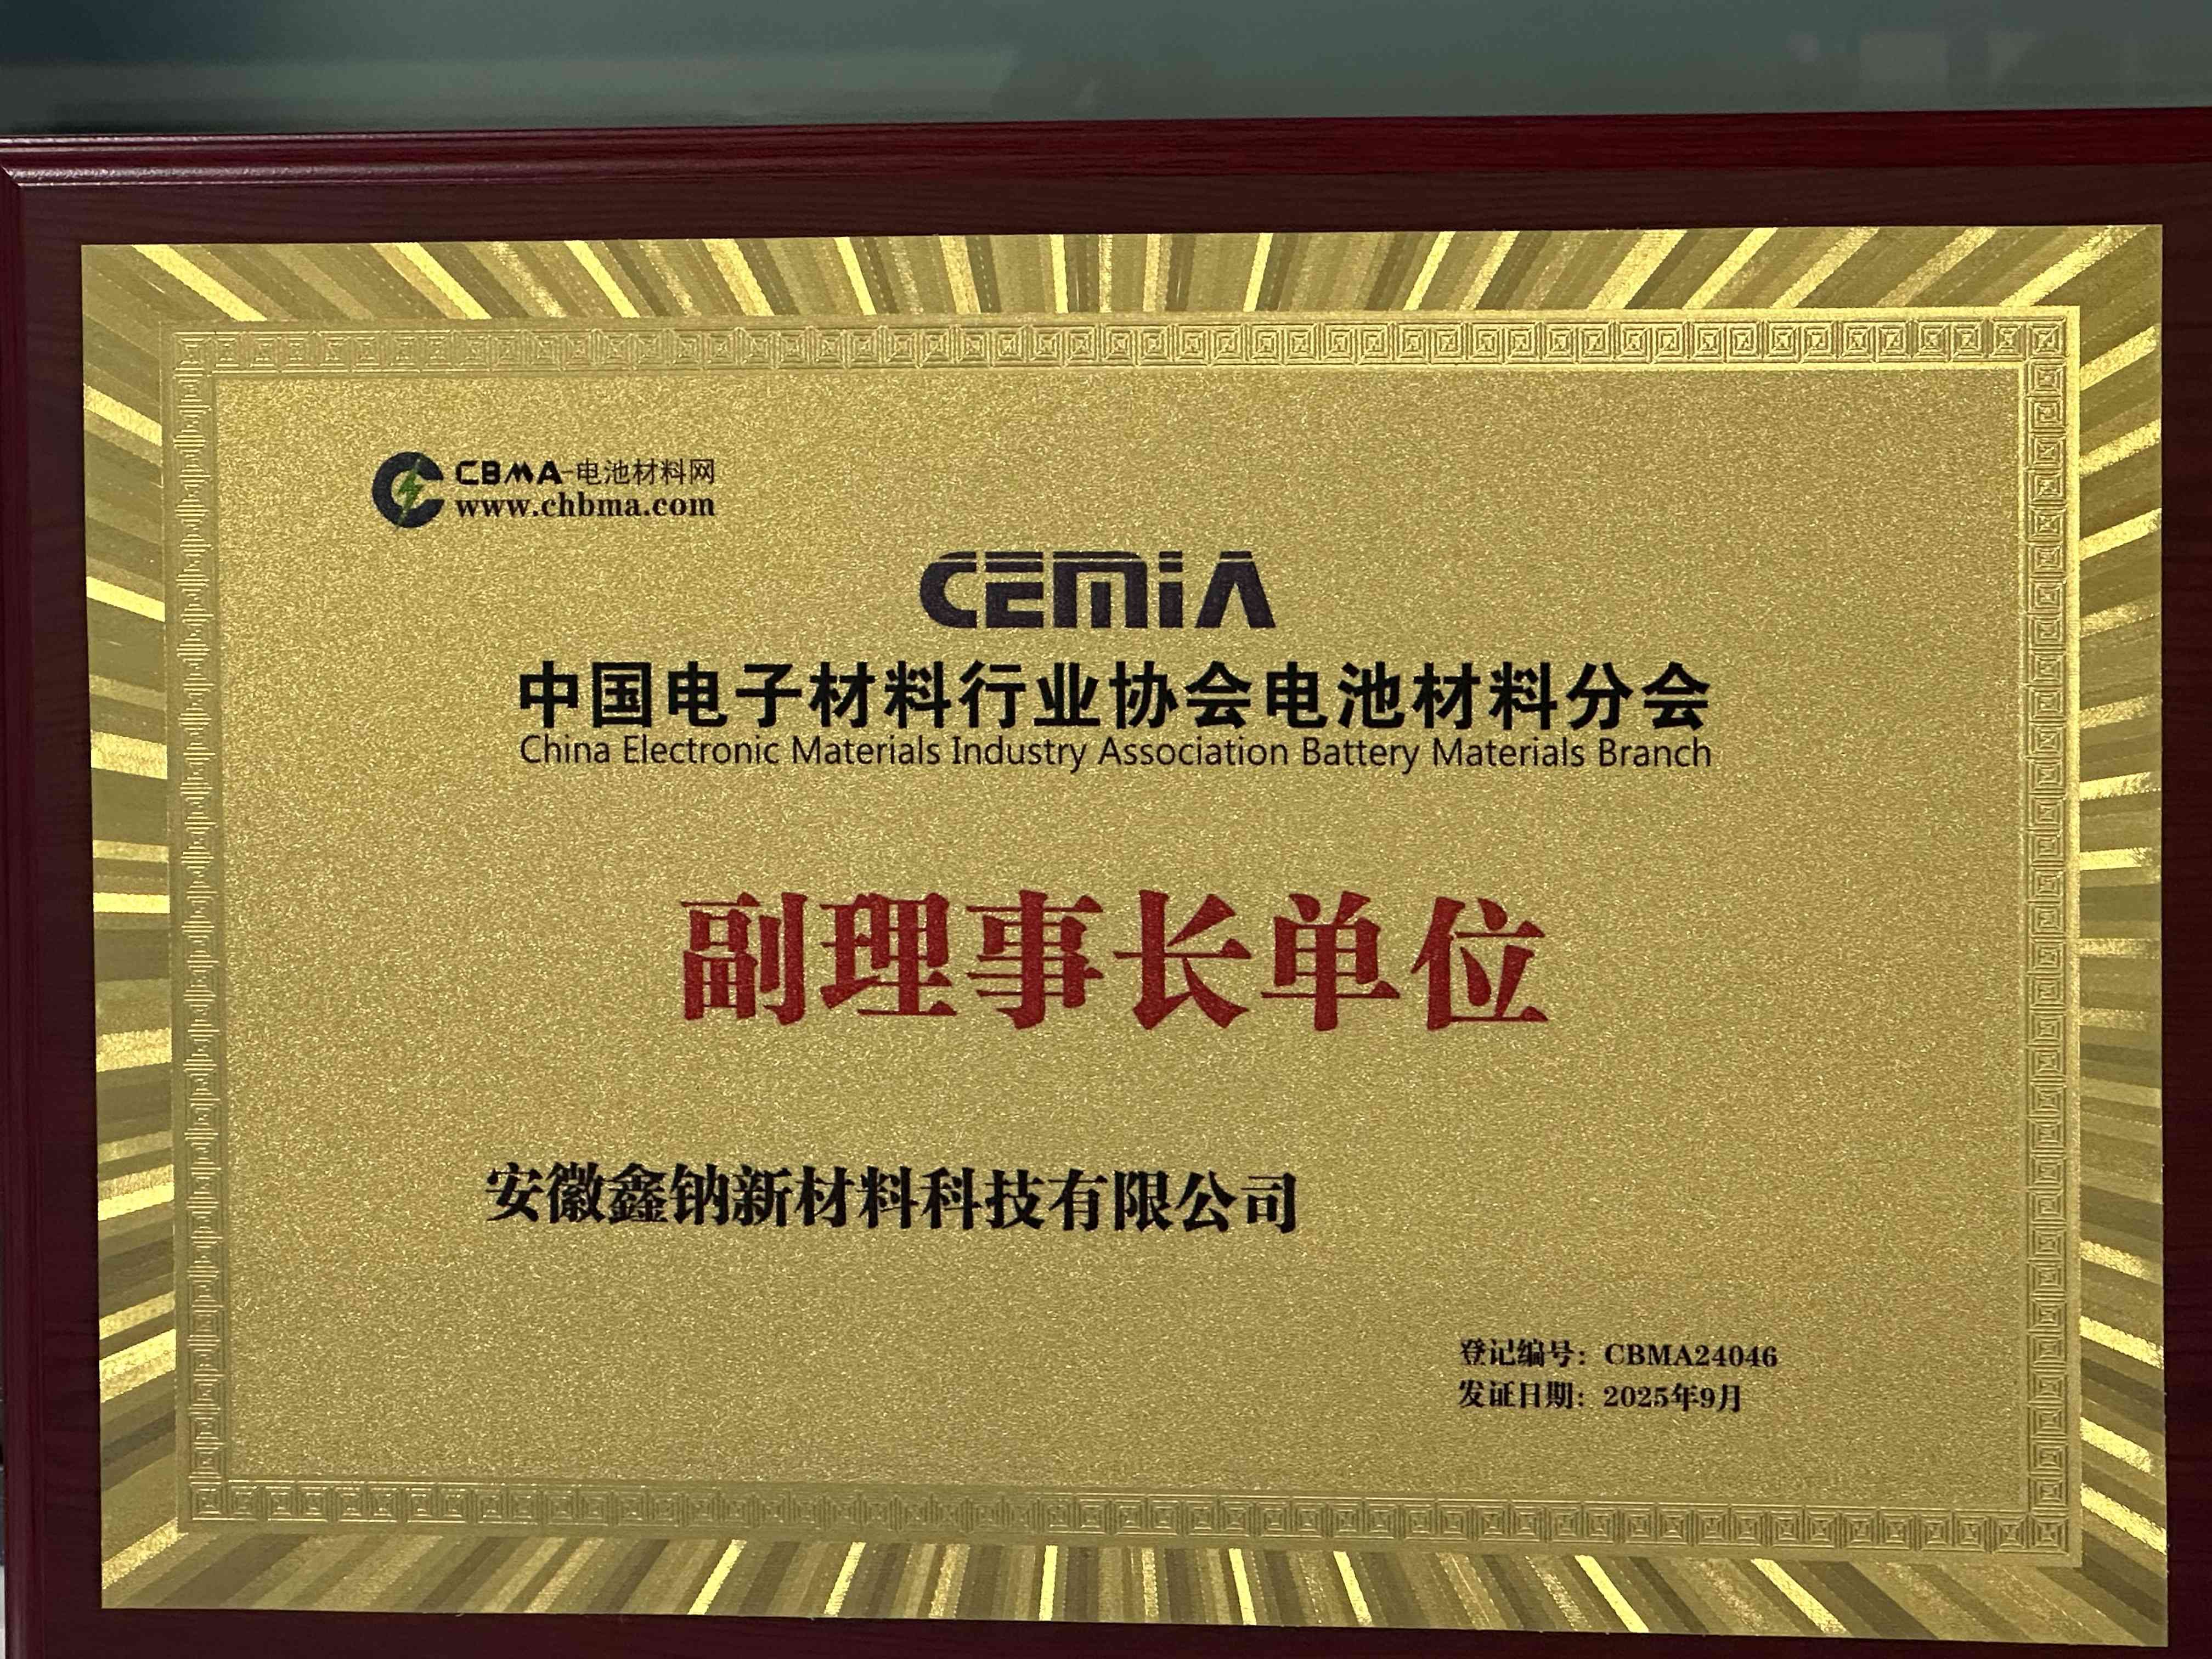 CBMA-电池材料网
www.chbma.com
CEMiA
中国电子材料行业协会电池材料分会
China Electronic Materials Industry Association Battery Materials Branch
副理事长单位
安徽鑫钠新材料科技有限公司
登记编号：CBMA24046
发证日期：2025年9月